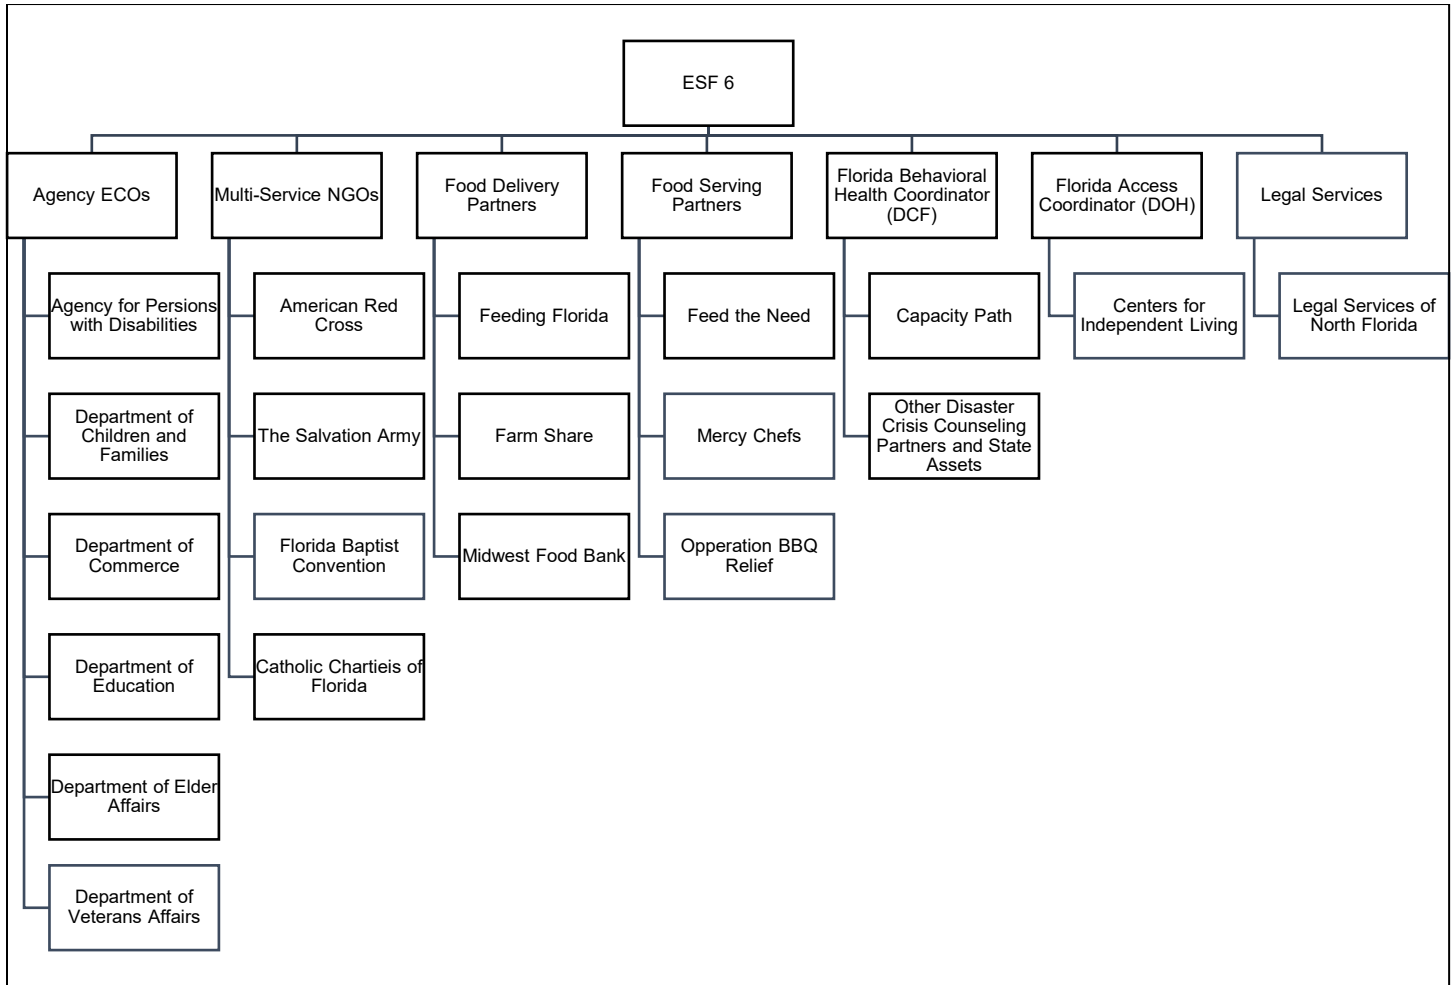 ESF 6
Agency ECOs
Multi-Service NGOs
Food Delivery
Partners
Food Serving
Partners
Florida Behavioral
Health Coordinator
(DCF)
Florida Access
Coordinator (DOH)
Legal Services
Agency for Persions
with Disabilities
American Red
Cross
Feeding Florida
Feed the Need
Capacity Path
Centers for
Independent Living
Legal Services of
North Florida
Department of
Children and
Families
The Salvation Army
Farm Share
Mercy Chefs
Other Disaster
Crisis Counseling
Partners and State
Assets
Department of
Commerce
Florida Baptist
Convention
Midwest Food Bank
Opperation BBQ
Relief
Department of
Education
Catholic Chartieis of
Florida
Department of Elder
Affairs
Department of
Veterans Affairs